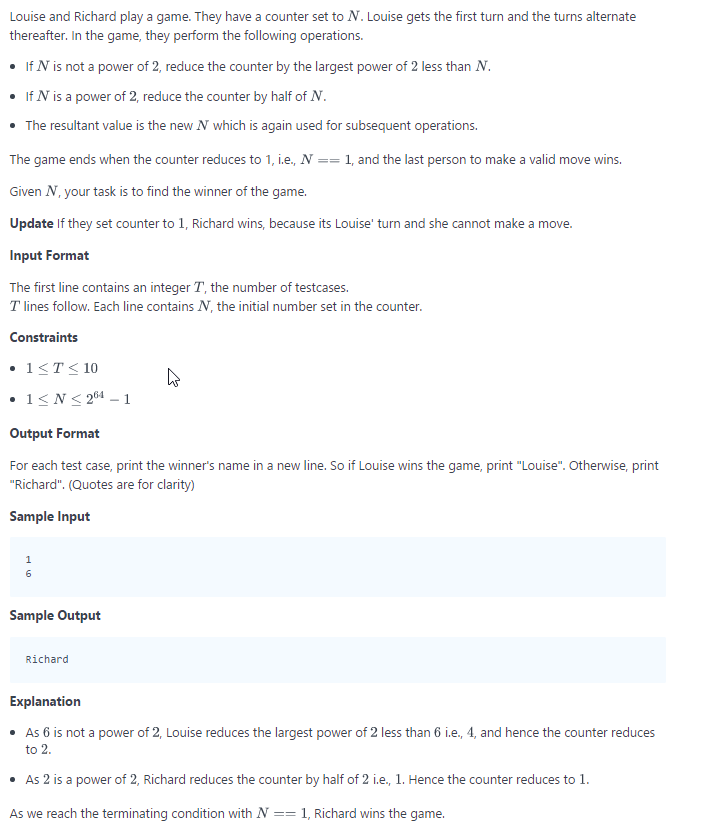 Louise and Richard play a game. They have a counter set to N. Louise gets the first turn and the turns alternate
thereafter. In the game, they perform the following operations.
• If N is not a power of 2, reduce the counter by the largest power of 2 less than N.
• If N is a power of 2, reduce the counter by half of N.
• The resultant value is the new N which is again used for subsequent operations.
The game ends when the counter reduces to 1, i.e., N == 1, and the last person to make a valid move wins.
Given N, your task is to find the winner of the game.
Update If they set counter to 1, Richard wins, because its Louise' turn and she cannot make a move.
Input Format
The first line contains an integer T, the number of testcases.
T lines follow. Each line contains N, the initial number set in the counter.
Constraints
• 1 ≤ T ≤ 10
• 1 ≤ N ≤ 2^64 − 1
Output Format
For each test case, print the winner's name in a new line. So if Louise wins the game, print "Louise". Otherwise, print
"Richard". (Quotes are for clarity)
Sample Input
1
6
Sample Output
Richard
Explanation
• As 6 is not a power of 2, Louise reduces the largest power of 2 less than 6 i.e., 4, and hence the counter reduces
to 2.
• As 2 is a power of 2, Richard reduces the counter by half of 2 i.e., 1. Hence the counter reduces to 1.
As we reach the terminating condition with N == 1, Richard wins the game.